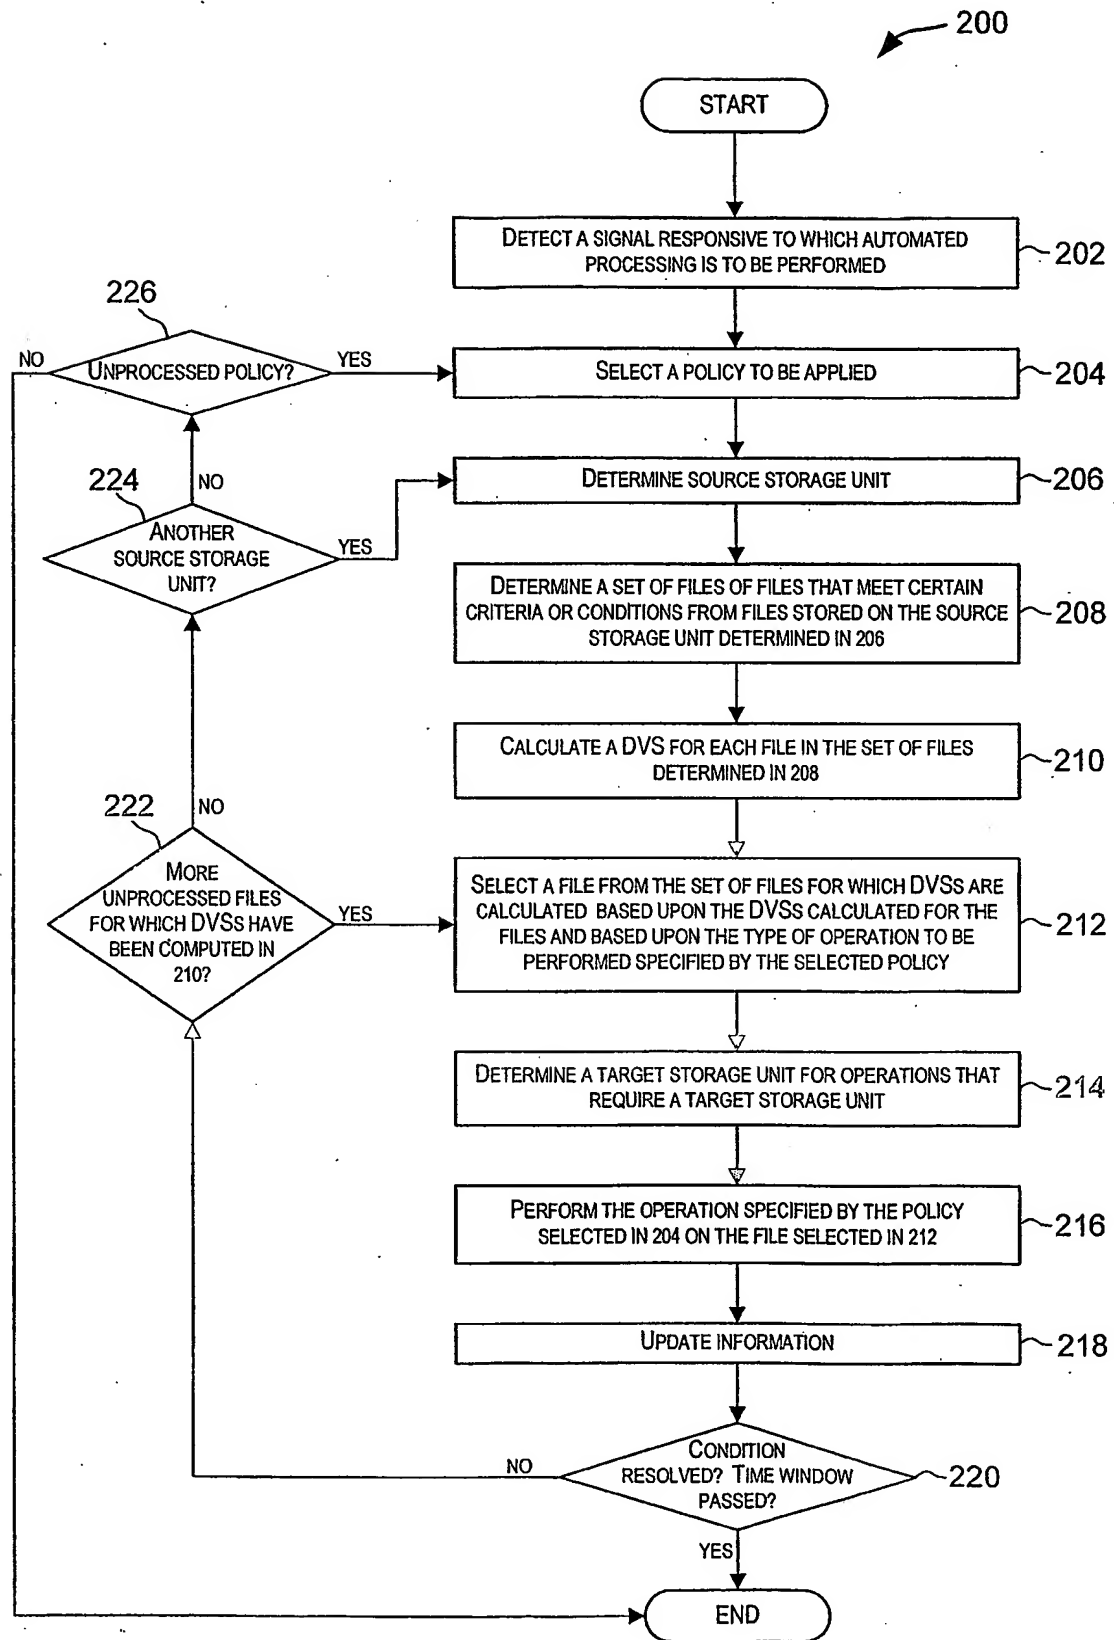 200
START
DETECT A SIGNAL RESPONSIVE TO WHICH AUTOMATED
PROCESSING IS TO BE PERFORMED
202
226
NO
UNPROCESSED POLICY?
YES
SELECT A POLICY TO BE APPLIED
204
NO
224
DETERMINE SOURCE STORAGE UNIT
206
ANOTHER
SOURCE STORAGE
UNIT?
YES
DETERMINE A SET OF FILES OF FILES THAT MEET CERTAIN
CRITERIA OR CONDITIONS FROM FILES STORED ON THE SOURCE
STORAGE UNIT DETERMINED IN 206
208
CALCULATE A DVS FOR EACH FILE IN THE SET OF FILES
DETERMINED IN 208
210
NO
222
MORE
UNPROCESSED FILES
FOR WHICH DVSS HAVE
BEEN COMPUTED IN
210?
YES
SELECT A FILE FROM THE SET OF FILES FOR WHICH DVSs ARE
CALCULATED BASED UPON THE DVSs CALCULATED FOR THE
FILES AND BASED UPON THE TYPE OF OPERATION TO BE
PERFORMED SPECIFIED BY THE SELECTED POLICY
212
DETERMINE A TARGET STORAGE UNIT FOR OPERATIONS THAT
REQUIRE A TARGET STORAGE UNIT
214
PERFORM THE OPERATION SPECIFIED BY THE POLICY
SELECTED IN 204 ON THE FILE SELECTED IN 212
216
UPDATE INFORMATION
218
NO
CONDITION
RESOLVED? TIME WINDOW
PASSED?
220
YES
END